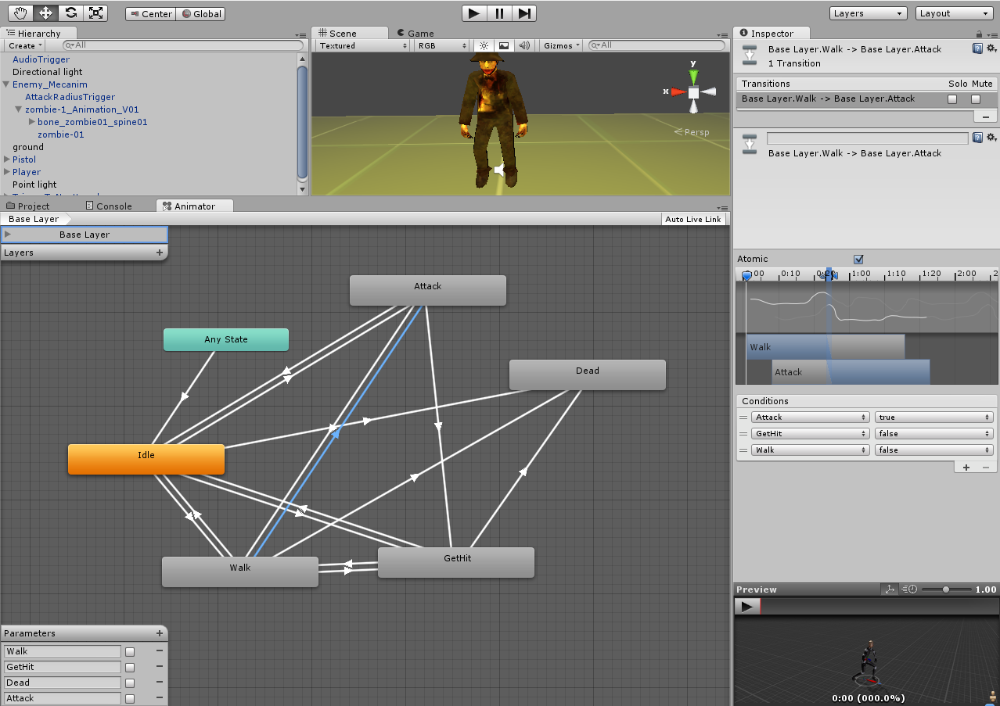 Center Global
Layers Layout
Hierarchy
Create All
AudioTrigger
Directional light
Enemy_Mecanim
AttackRadiusTrigger
zombie-1_Animation_V01
bone_zombie01_spine01
zombie-01
ground
Pistol
Player
Point light
Scene Game
Textured RGB Gizmos All
y
x
Persp
Inspector
Base Layer.Walk -> Base Layer.Attack
1 Transition
Transitions Solo Mute
Base Layer.Walk -> Base Layer.Attack
Base Layer.Walk -> Base Layer.Attack
Project Console Animator
Base Layer Auto Live Link
Base Layer
Layers
Attack
Any State
Dead
Idle
Walk
GetHit
Parameters
Walk
GetHit
Dead
Attack
Atomic
:00 0:10 0:20 1:00 1:10 1:20 2:00 2
Walk
Attack
Conditions
Attack true
GetHit false
Walk false
Preview 1.00
0:00 (000.0%)